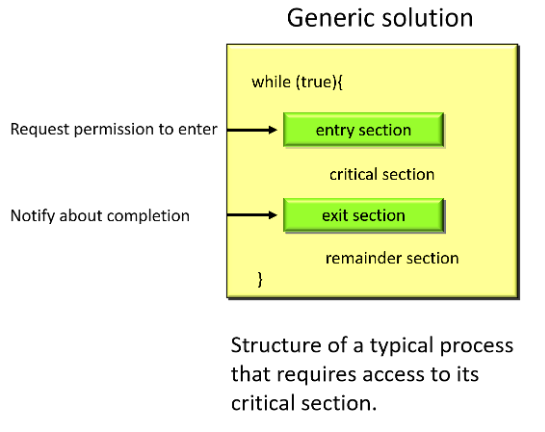 Generic solution
while (true){
Request permission to enter
entry section
critical section
Notify about completion
exit section
remainder section
}
Structure of a typical process
that requires access to its
critical section.